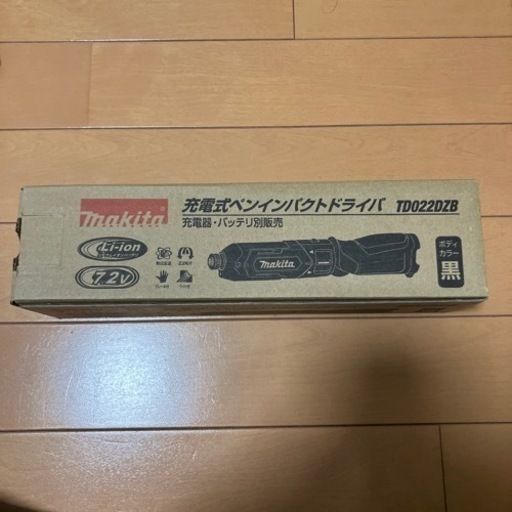 makita
充電式ペンインパクトドライバ TD022DZB
充電器・バッテリ別販売
Li-ion
7.2V
makita
ボディ
カラー
黒